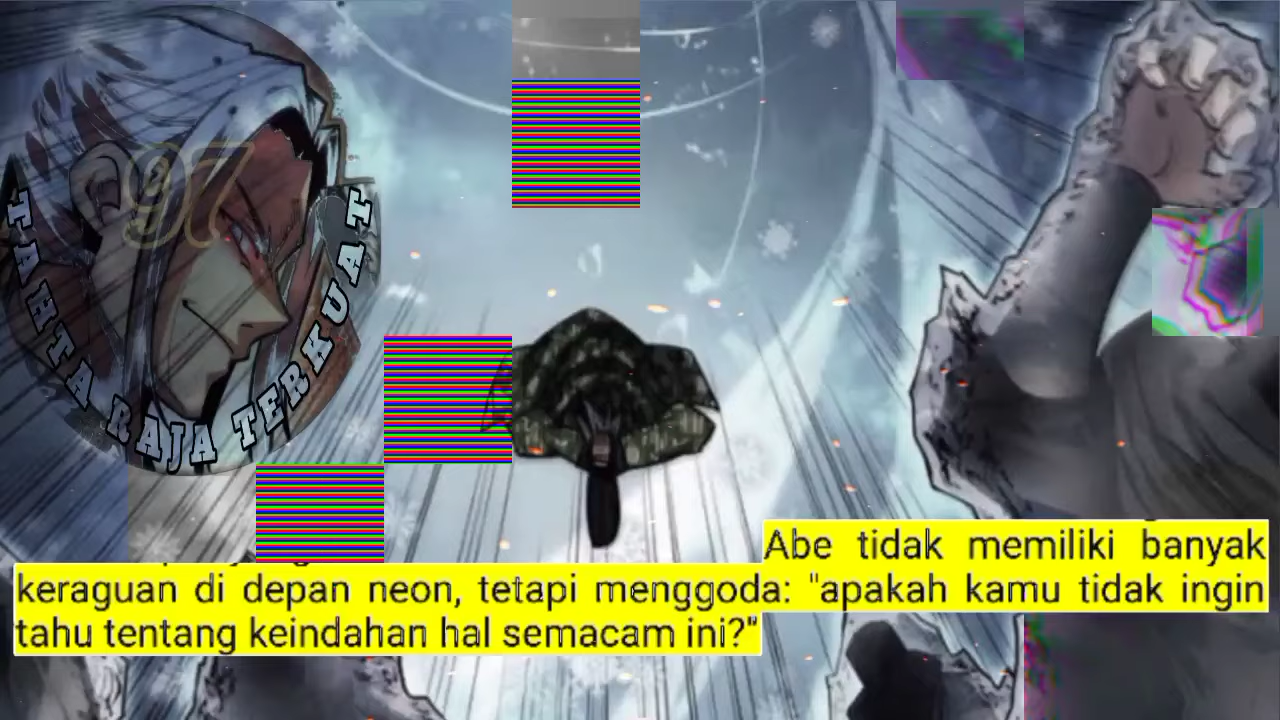 97
TAHTA RAJA TERKUAT
Abe tidak memiliki banyak
keraguan di depan neon, tetapi menggoda: "apakah kamu tidak ingin
tahu tentang keindahan hal semacam ini?"